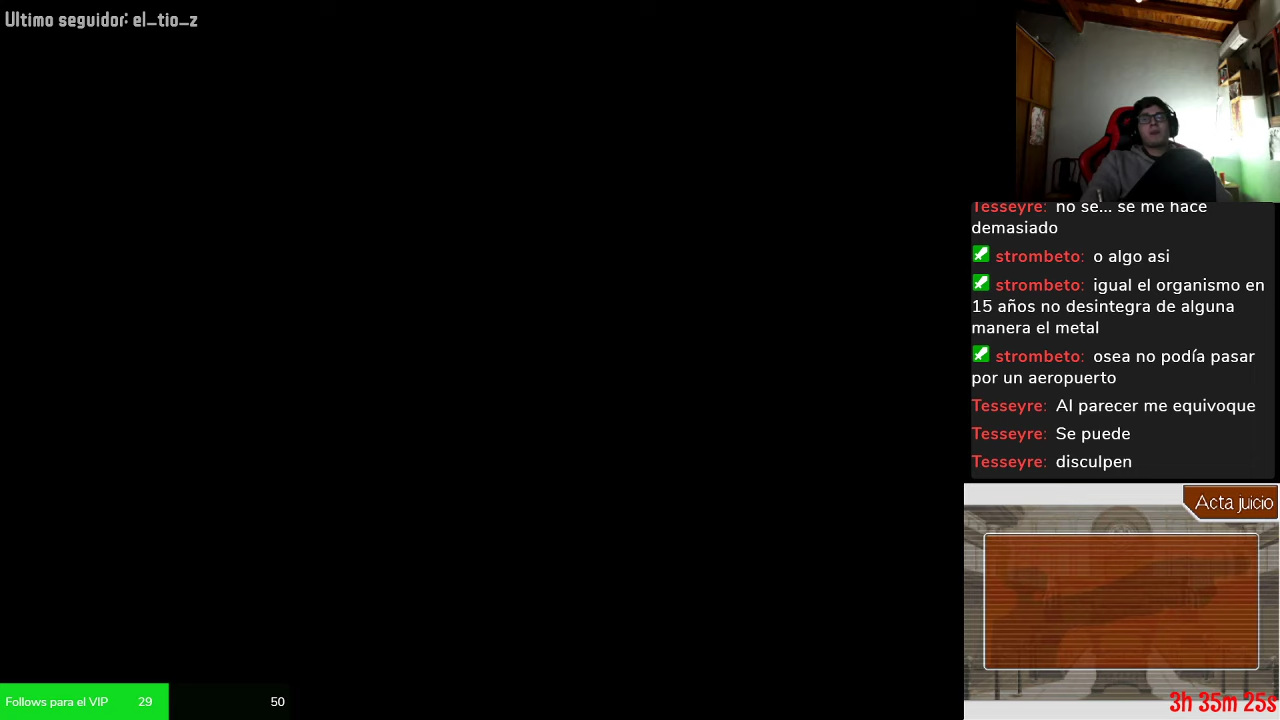 Ultimo seguidor: el_tio_z
Tesseyre: no se... se me hace
demasiado
strombeto: o algo asi
strombeto: igual el organismo en
15 años no desintegra de alguna
manera el metal
strombeto: osea no podía pasar
por un aeropuerto
Tesseyre: Al parecer me equivoque
Tesseyre: Se puede
Tesseyre: disculpen
Acta juicio
Follows para el VIP 29 50
3h 35m 25s